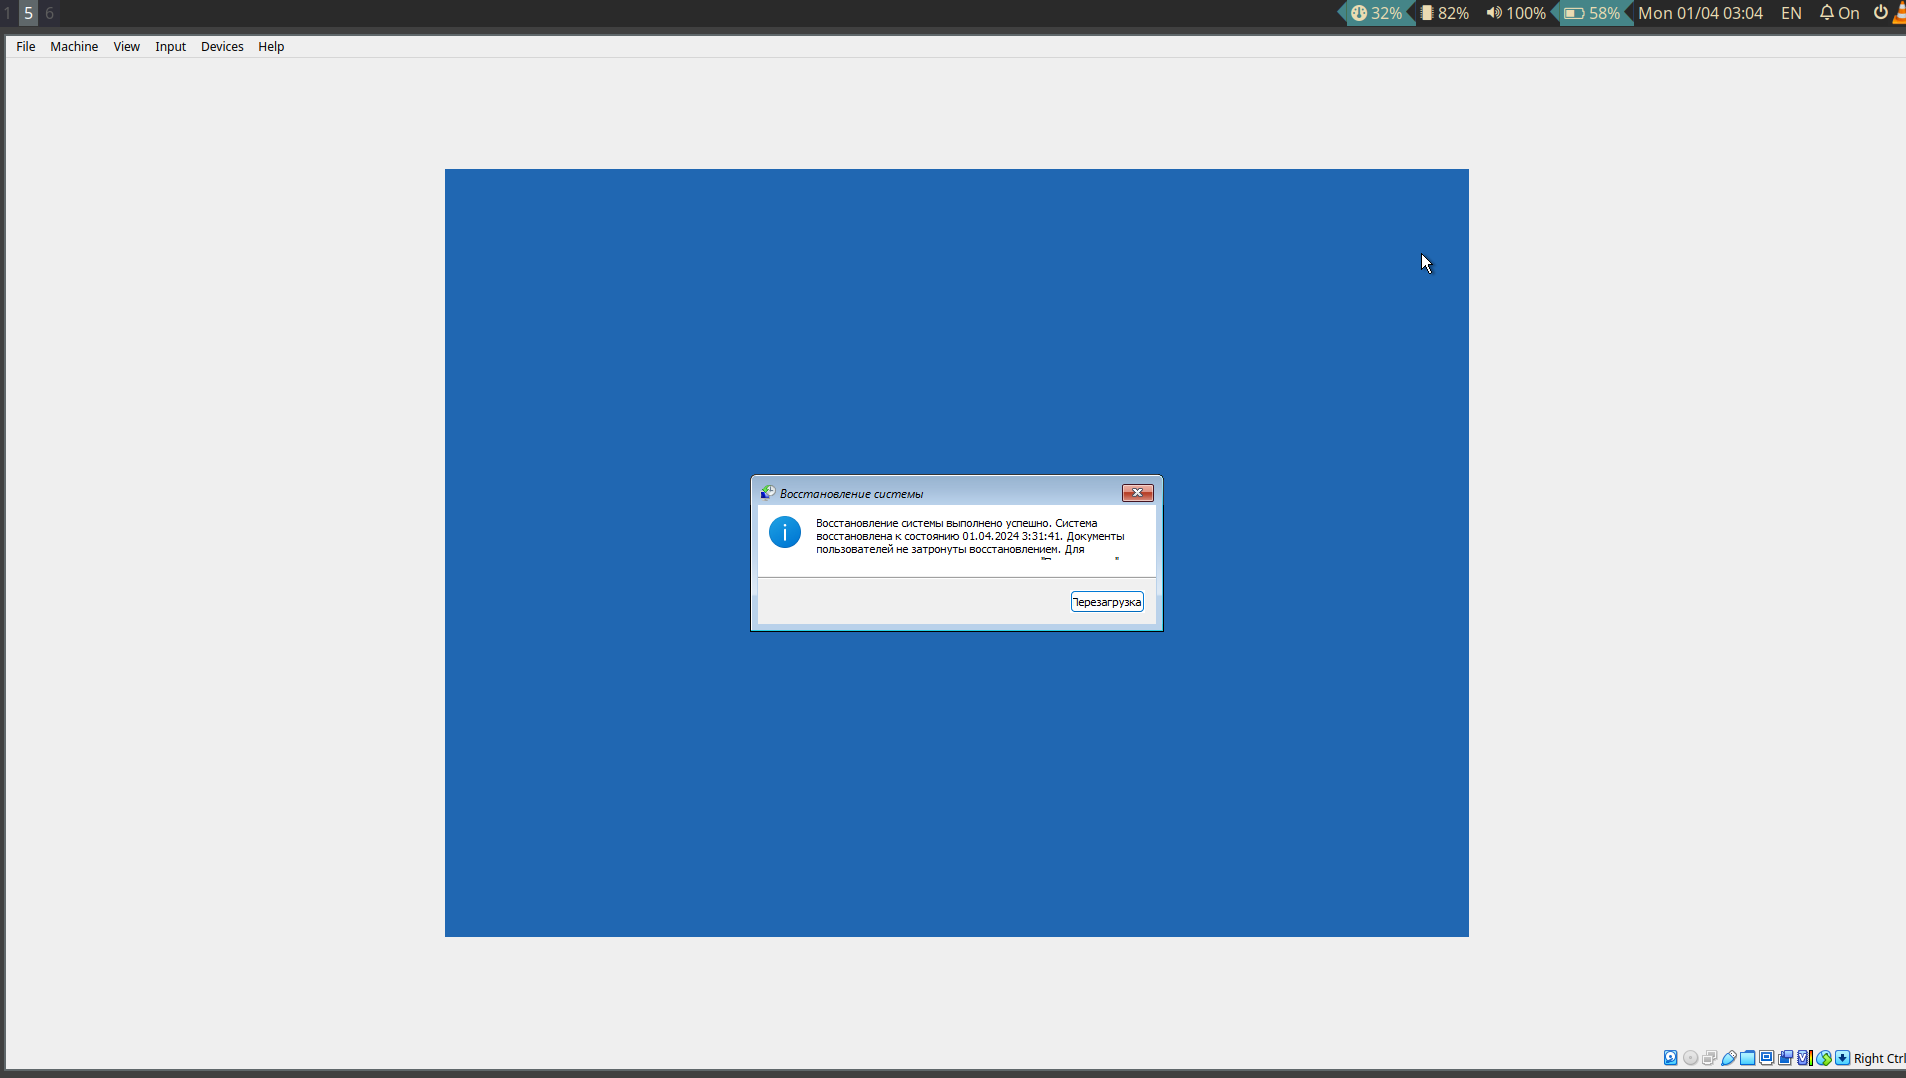 1 5 6 32% 82% 100% 58% Mon 01/04 03:04 EN On
File Machine View Input Devices Help
Восстановление системы
Восстановление системы выполнено успешно. Система
восстановлена к состоянию 01.04.2024 3:31:41. Документы
пользователей не затронуты восстановлением. Для
Перезагрузка
Right Ctrl